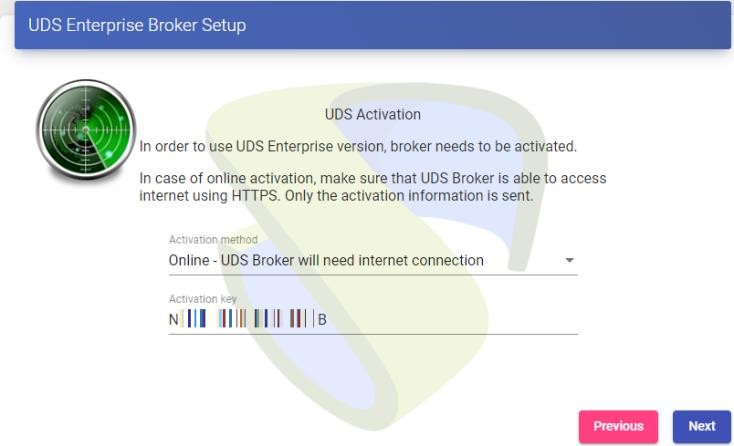 UDS Enterprise Broker Setup
UDS Activation
In order to use UDS Enterprise version, broker needs to be activated.
In case of online activation, make sure that UDS Broker is able to access
internet using HTTPS. Only the activation information is sent.
Activation method
Online - UDS Broker will need internet connection
Activation key
N B
Previous Next